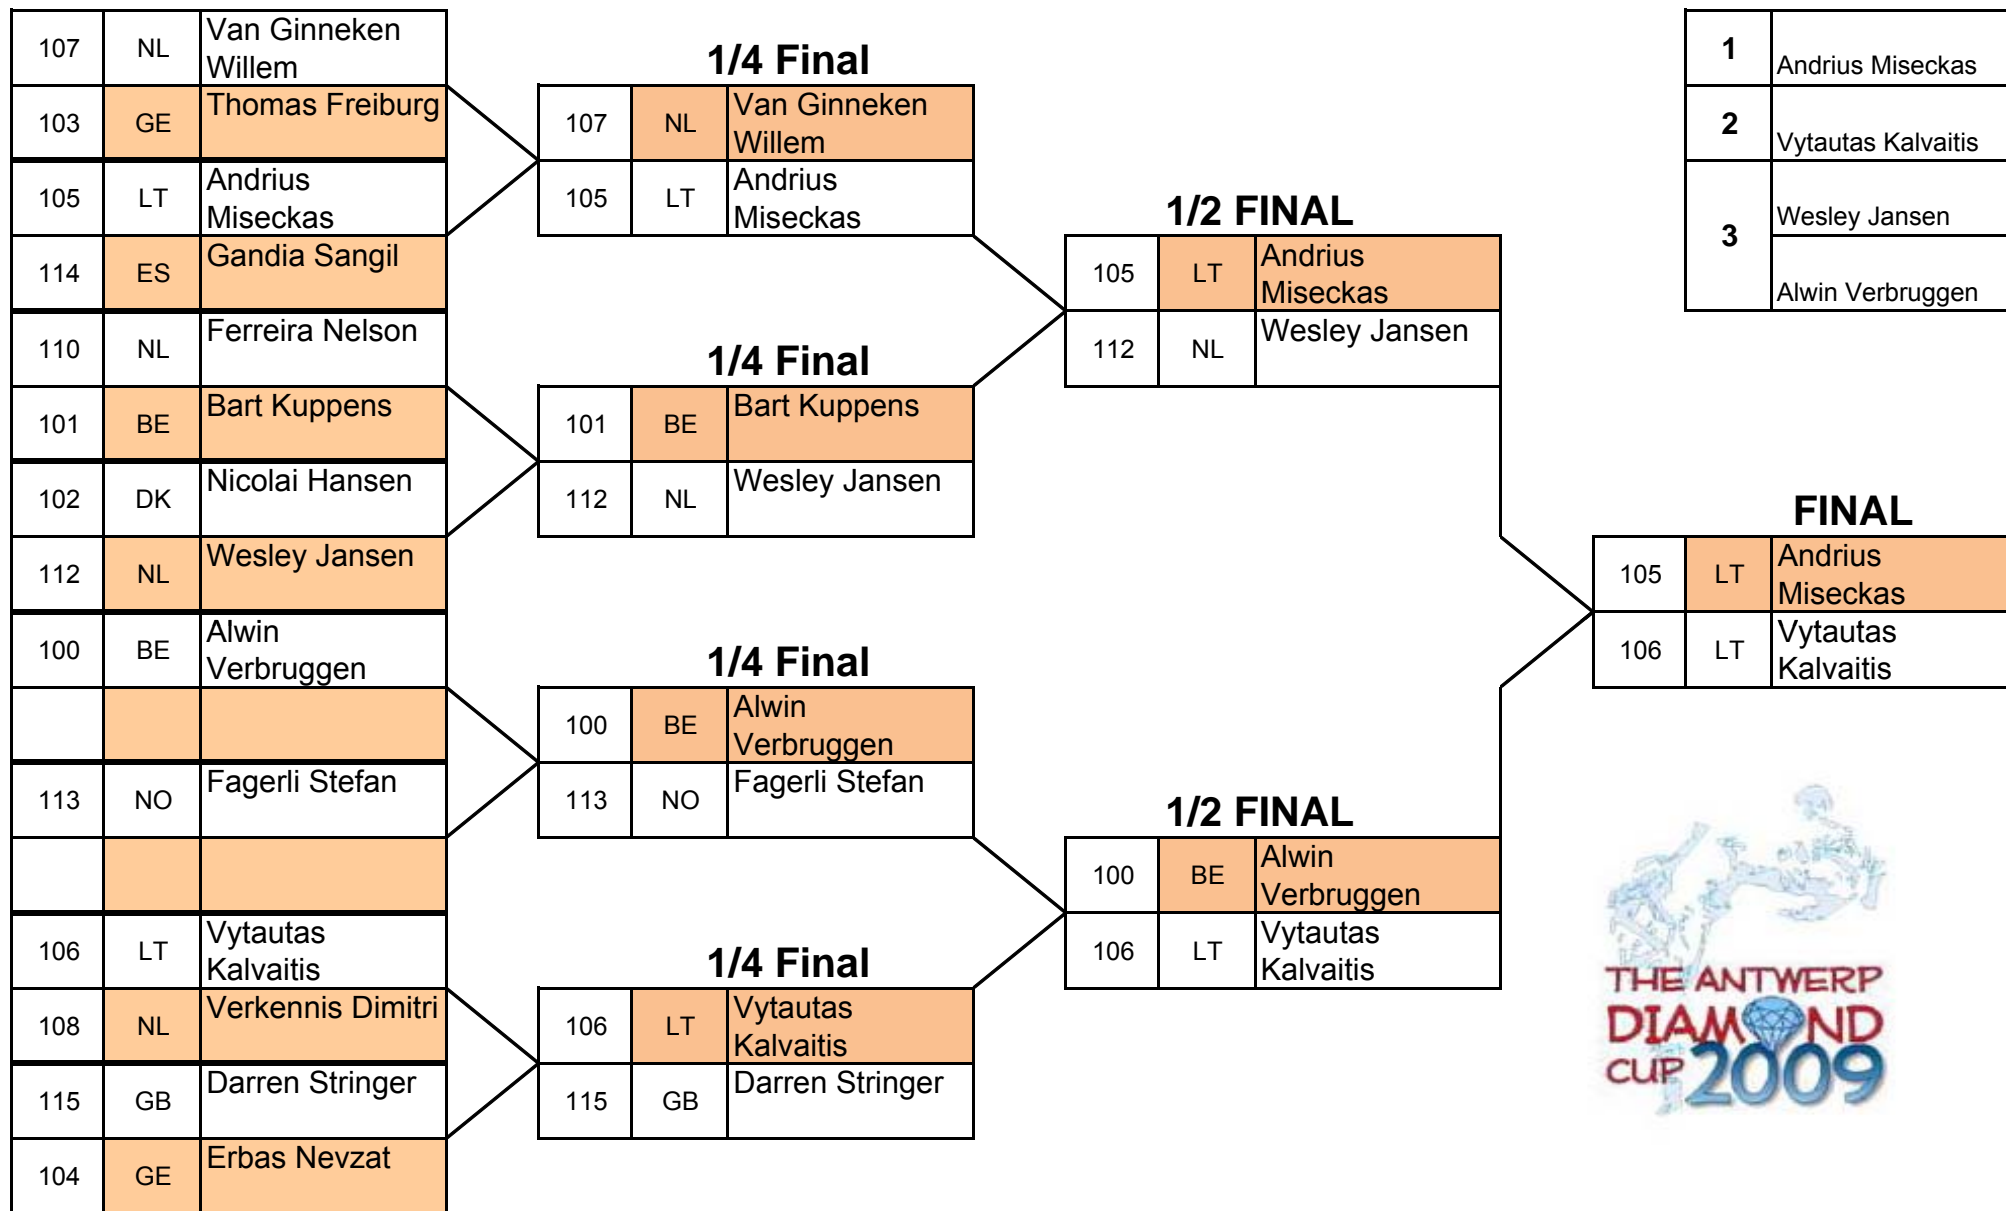 107 NL Van Ginneken
Willem
103 GE Thomas Freiburg
105 LT Andrius
Miseckas
114 ES Gandia Sangil
110 NL Ferreira Nelson
101 BE Bart Kuppens
102 DK Nicolai Hansen
112 NL Wesley Jansen
100 BE Alwin
Verbruggen
113 NO Fagerli Stefan
106 LT Vytautas
Kalvaitis
108 NL Verkennis Dimitri
115 GB Darren Stringer
104 GE Erbas Nevzat
1/4 Final
107 NL Van Ginneken
Willem
105 LT Andrius
Miseckas
1/4 Final
101 BE Bart Kuppens
112 NL Wesley Jansen
1/4 Final
100 BE Alwin
Verbruggen
113 NO Fagerli Stefan
1/4 Final
106 LT Vytautas
Kalvaitis
115 GB Darren Stringer
1/2 FINAL
105 LT Andrius
Miseckas
112 NL Wesley Jansen
1/2 FINAL
100 BE Alwin
Verbruggen
106 LT Vytautas
Kalvaitis
1 Andrius Miseckas
2 Vytautas Kalvaitis
3 Wesley Jansen
Alwin Verbruggen
FINAL
105 LT Andrius
Miseckas
106 LT Vytautas
Kalvaitis
THE ANTWERP
DIAMOND
CUP 2009